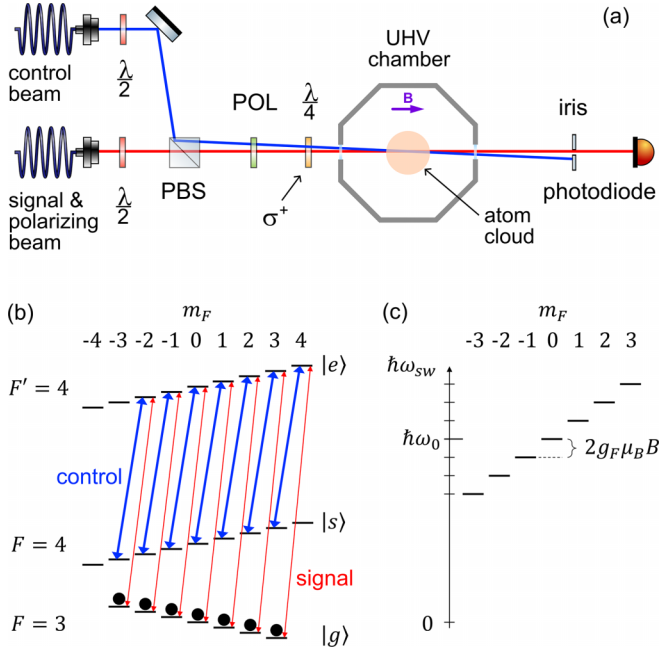 (a)
control
beam
λ/2
signal &
polarizing
beam
λ/2
PBS
POL
λ/4
σ⁺
UHV
chamber
B
atom
cloud
iris
photodiode
(b)
m_F
-4 -3 -2 -1 0 1 2 3 4
|e⟩
F' = 4
control
|s⟩
F = 4
signal
F = 3
|g⟩
(c)
m_F
-3 -2 -1 0 1 2 3
ħω_sw
ħω_0
2g_Fμ_BB
0